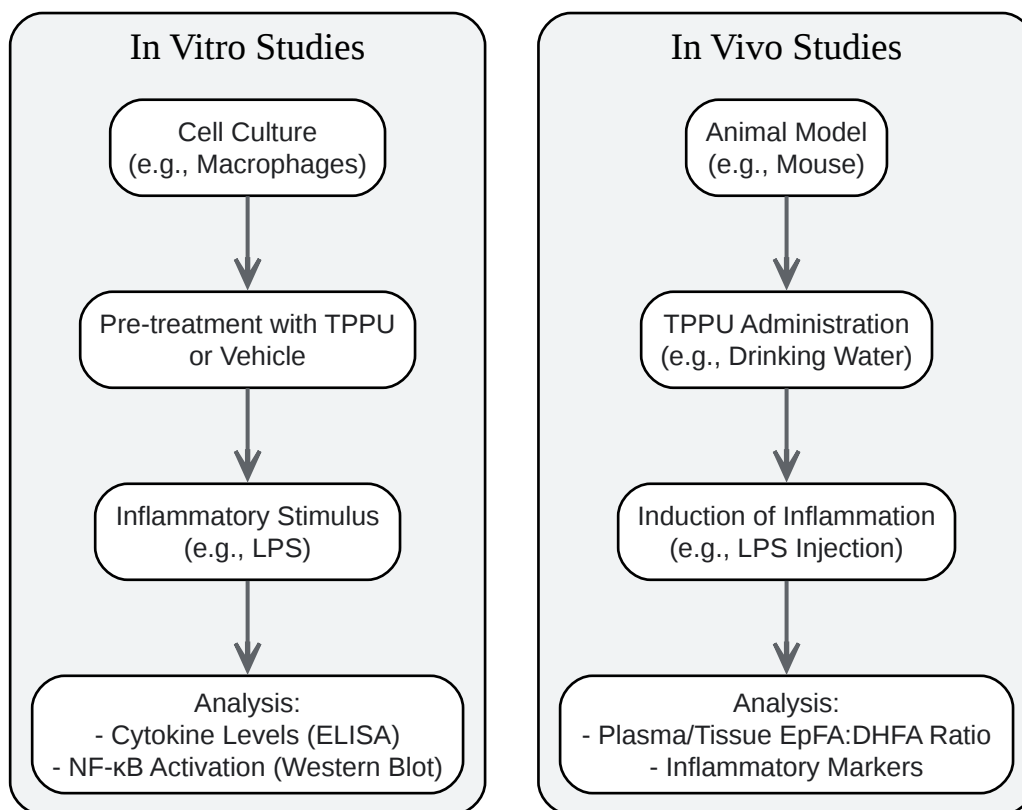 In Vitro Studies
Cell Culture
(e.g., Macrophages)
Pre-treatment with TPPU
or Vehicle
Inflammatory Stimulus
(e.g., LPS)
Analysis:
- Cytokine Levels (ELISA)
- NF-κB Activation (Western Blot)
In Vivo Studies
Animal Model
(e.g., Mouse)
TPPU Administration
(e.g., Drinking Water)
Induction of Inflammation
(e.g., LPS Injection)
Analysis:
- Plasma/Tissue EpFA:DHFA Ratio
- Inflammatory Markers